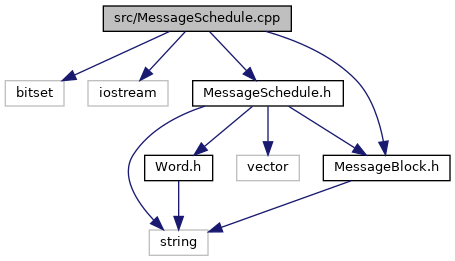 src/MessageSchedule.cpp
bitset
iostream
MessageSchedule.h
Word.h
vector
MessageBlock.h
string